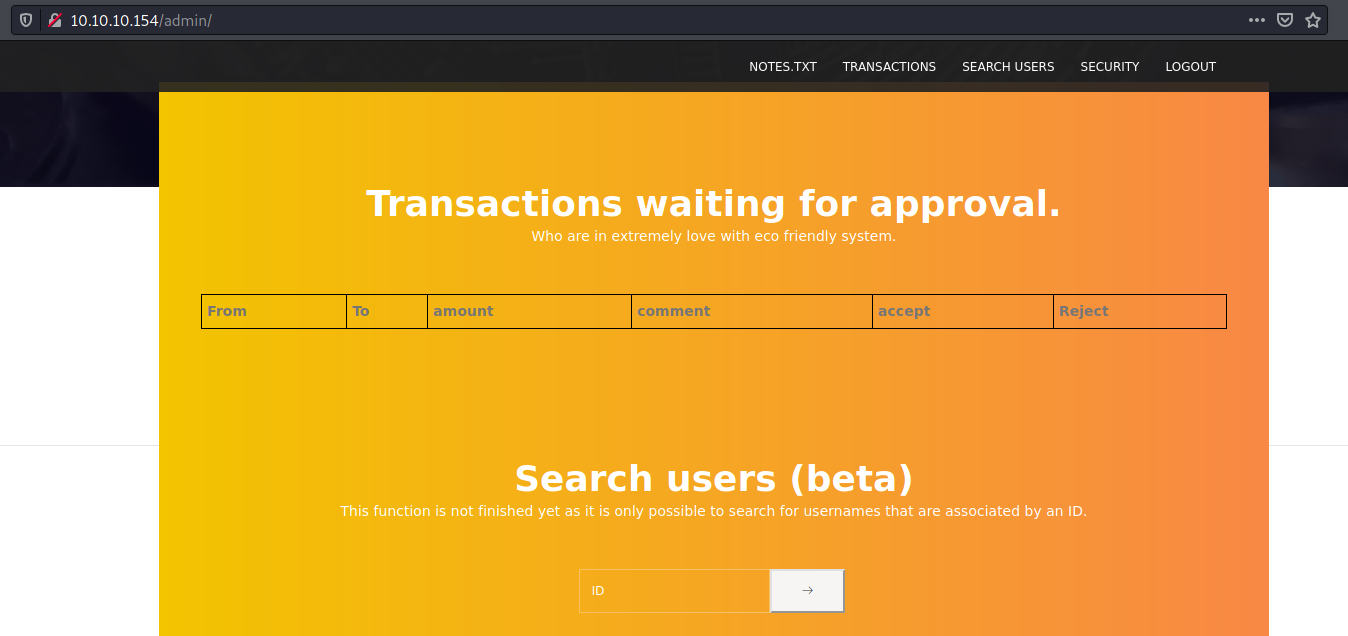 10.10.10.154/admin/
NOTES.TXT TRANSACTIONS SEARCH USERS SECURITY LOGOUT
Transactions waiting for approval.
Who are in extremely love with eco friendly system.
From To amount comment accept Reject
Search users (beta)
This function is not finished yet as it is only possible to search for usernames that are associated by an ID.
ID